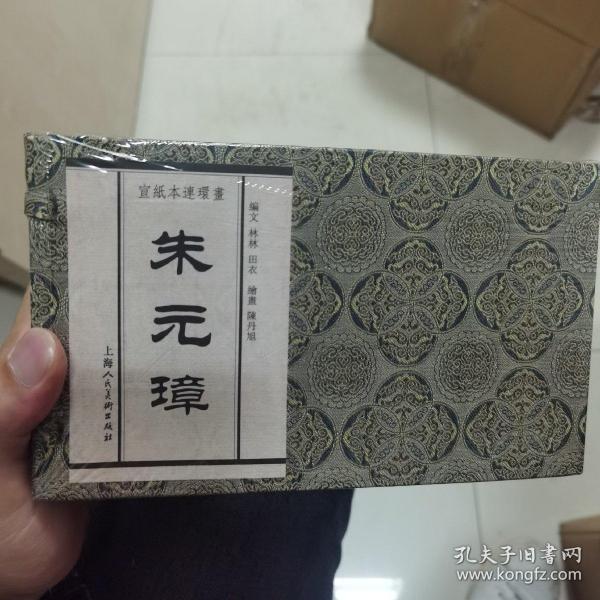 宣紙本連環畫
朱元璋
編文 林林 田衣 繪畫 陳丹旭
上海人民美術出版社
孔夫子旧書网
www.kongfz.com